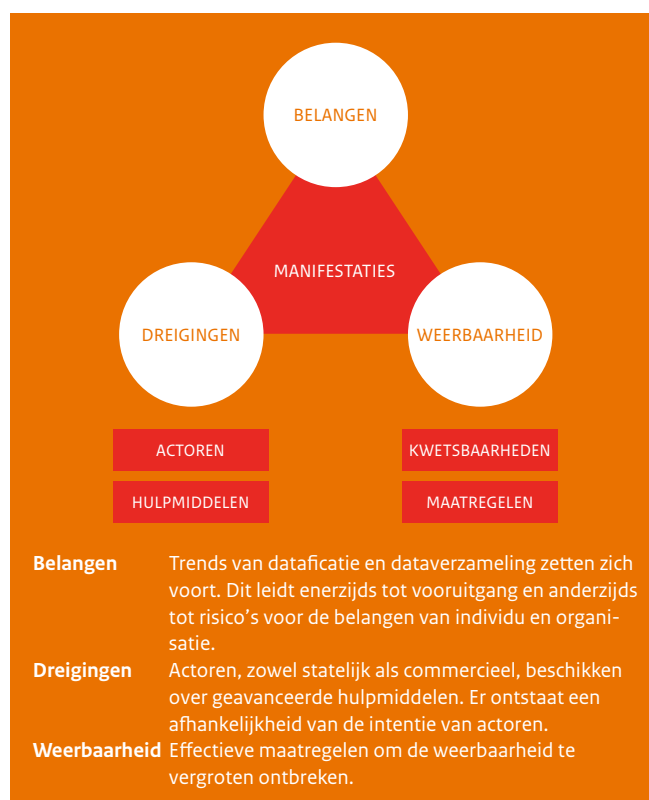 BELANGEN
MANIFESTATIES
DREIGINGEN
WEERBAARHEID
ACTOREN
KWETSBAARHEDEN
HULPMIDDELEN
MAATREGELEN
Belangen Trends van dataficatie en dataverzameling zetten zich
voort. Dit leidt enerzijds tot vooruitgang en anderzijds
tot risico’s voor de belangen van individu en organi-
satie.
Dreigingen Actoren, zowel statelijk als commercieel, beschikken
over geavanceerde hulpmiddelen. Er ontstaat een
afhankelijkheid van de intentie van actoren.
Weerbaarheid Effectieve maatregelen om de weerbaarheid te
vergroten ontbreken.